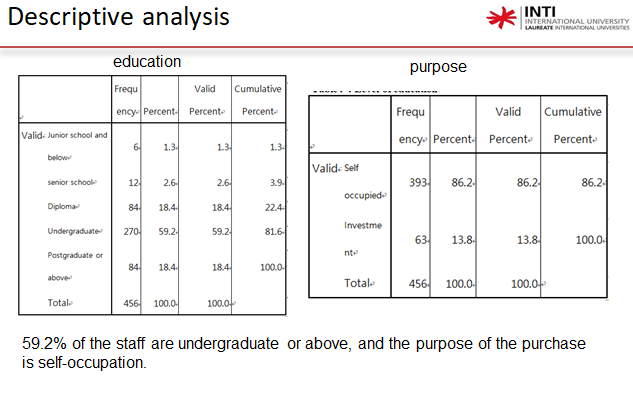 Descriptive analysis
INTI
INTERNATIONAL UNIVERSITY
LAUREATE INTERNATIONAL UNIVERSITIES
education
Frequ
ency Percent Valid Percent Cumulative Percent
Valid Junior school and below 6 1.3 1.3 1.3
senior school 12 2.6 2.6 3.9
Diploma 84 18.4 18.4 22.4
Undergraduate 270 59.2 59.2 81.6
Postgraduate or above 84 18.4 18.4 100.0
Total 456 100.0 100.0
purpose
Frequ
ency Percent Valid Percent Cumulative Percent
Valid Self occupied 393 86.2 86.2 86.2
Investme
nt 63 13.8 13.8 100.0
Total 456 100.0 100.0
59.2% of the staff are undergraduate or above, and the purpose of the purchase
is self-occupation.